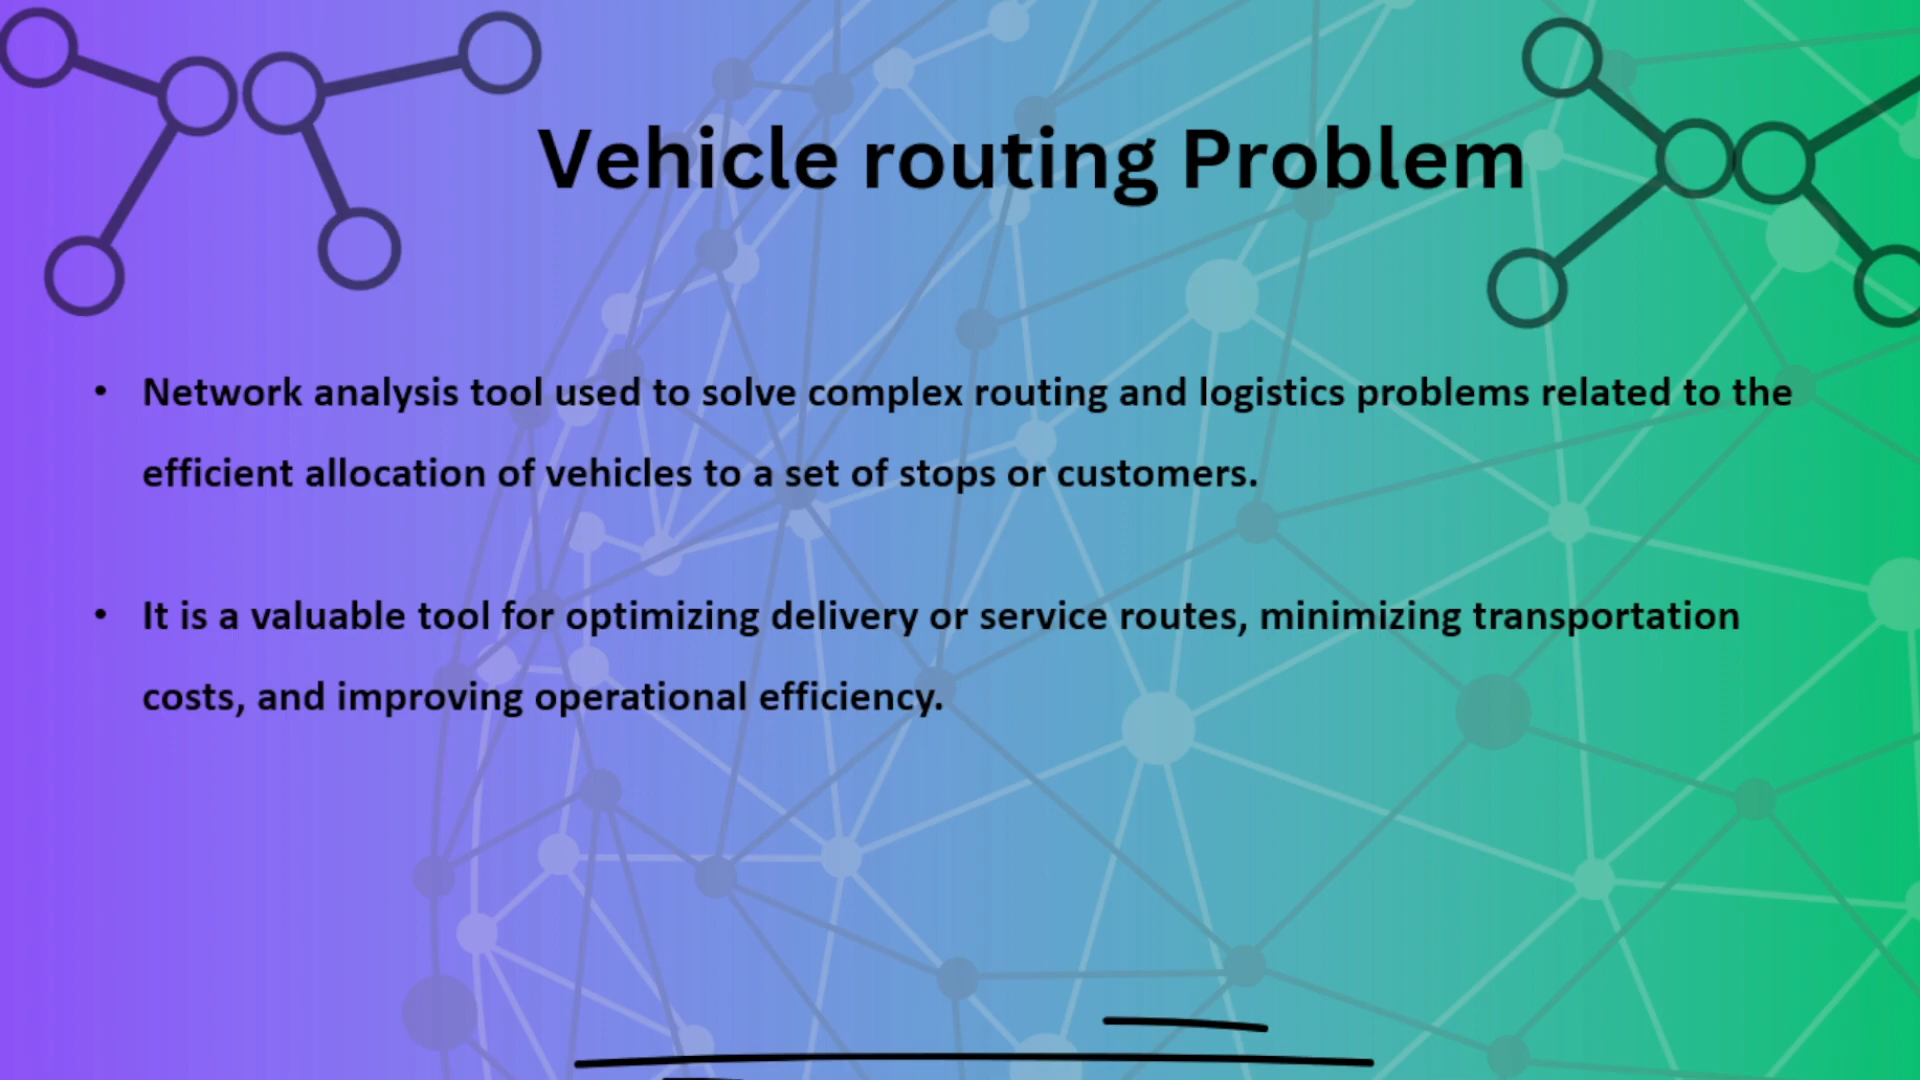 Vehicle routing Problem
• Network analysis tool used to solve complex routing and logistics problems related to the
efficient allocation of vehicles to a set of stops or customers.
• It is a valuable tool for optimizing delivery or service routes, minimizing transportation
costs, and improving operational efficiency.